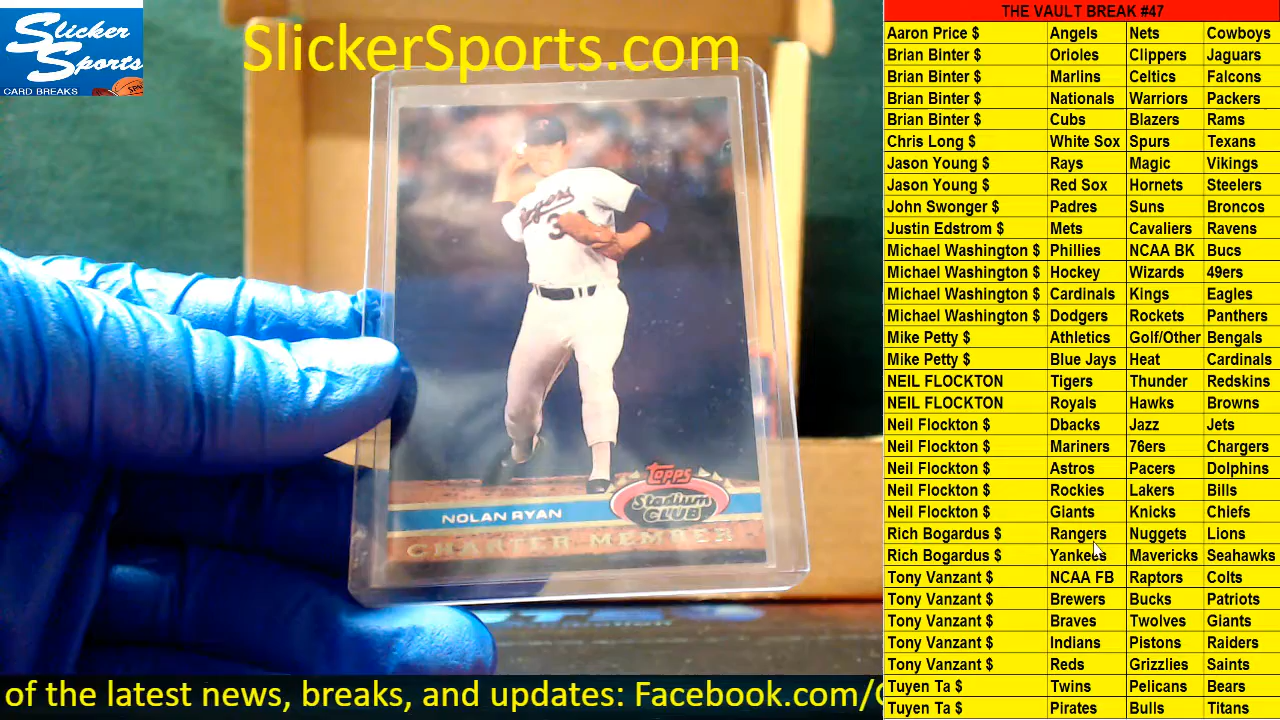 Slicker
Sports
CARD BREAKS
SlickerSports.com
Rangers
3
TOPPS
Stadium
CLUB
NOLAN RYAN
CHARTER MEMBER
of the latest news, breaks, and updates: Facebook.com/
THE VAULT BREAK #47
Aaron Price $ Angels Nets Cowboys
Brian Binter $ Orioles Clippers Jaguars
Brian Binter $ Marlins Celtics Falcons
Brian Binter $ Nationals Warriors Packers
Brian Binter $ Cubs Blazers Rams
Chris Long $ White Sox Spurs Texans
Jason Young $ Rays Magic Vikings
Jason Young $ Red Sox Hornets Steelers
John Swonger $ Padres Suns Broncos
Justin Edstrom $ Mets Cavaliers Ravens
Michael Washington $ Phillies NCAA BK Bucs
Michael Washington $ Hockey Wizards 49ers
Michael Washington $ Cardinals Kings Eagles
Michael Washington $ Dodgers Rockets Panthers
Mike Petty $ Athletics Golf/Other Bengals
Mike Petty $ Blue Jays Heat Cardinals
NEIL FLOCKTON Tigers Thunder Redskins
NEIL FLOCKTON Royals Hawks Browns
Neil Flockton $ Dbacks Jazz Jets
Neil Flockton $ Mariners 76ers Chargers
Neil Flockton $ Astros Pacers Dolphins
Neil Flockton $ Rockies Lakers Bills
Neil Flockton $ Giants Knicks Chiefs
Rich Bogardus $ Rangers Nuggets Lions
Rich Bogardus $ Yankees Mavericks Seahawks
Tony Vanzant $ NCAA FB Raptors Colts
Tony Vanzant $ Brewers Bucks Patriots
Tony Vanzant $ Braves Twolves Giants
Tony Vanzant $ Indians Pistons Raiders
Tony Vanzant $ Reds Grizzlies Saints
Tuyen Ta $ Twins Pelicans Bears
Tuyen Ta $ Pirates Bulls Titans